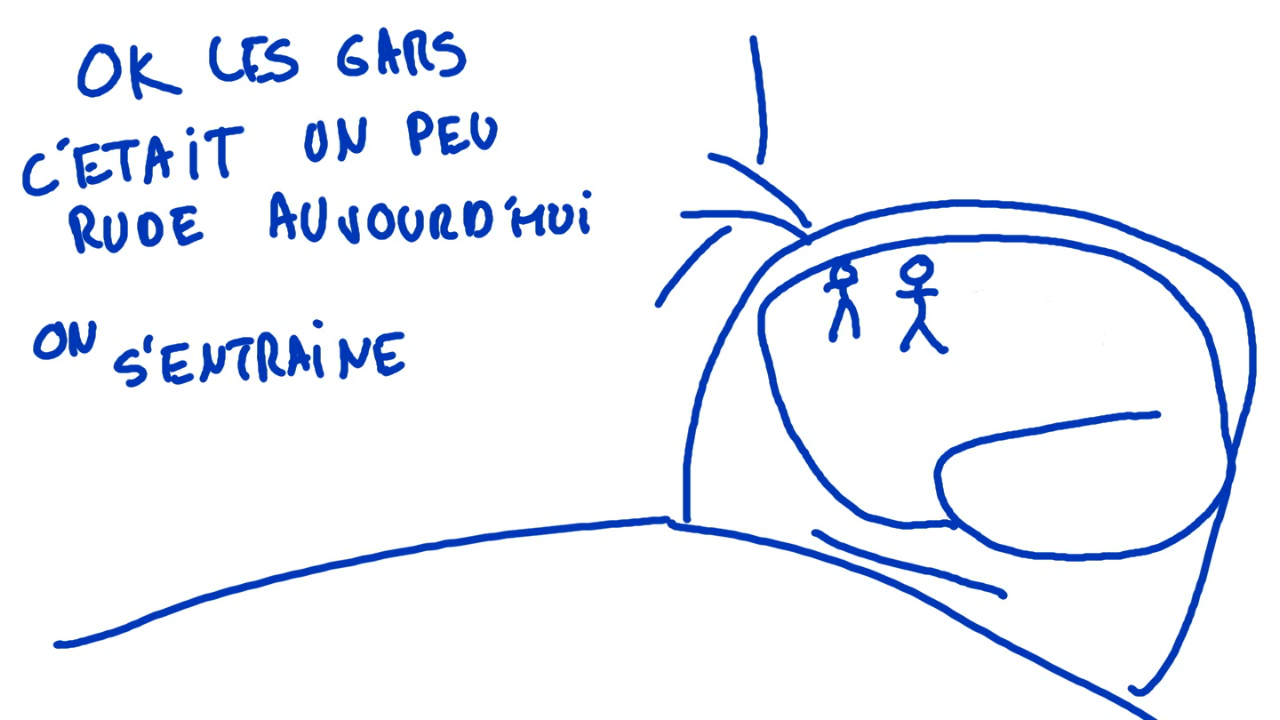 OK LES GARS
C'ETAIT UN PEU
RUDE AUJOURD'HUI
ON S'ENTRAINE